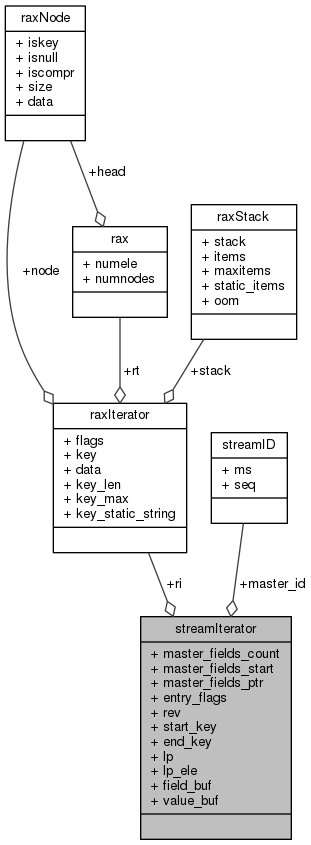 raxNode
+ iskey
+ isnull
+ iscompr
+ size
+ data
+head
rax
+ numele
+ numnodes
raxStack
+ stack
+ items
+ maxitems
+ static_items
+ oom
+node
+rt
+stack
raxIterator
+ flags
+ key
+ data
+ key_len
+ key_max
+ key_static_string
streamID
+ ms
+ seq
+ri
+master_id
streamIterator
+ master_fields_count
+ master_fields_start
+ master_fields_ptr
+ entry_flags
+ rev
+ start_key
+ end_key
+ lp
+ lp_ele
+ field_buf
+ value_buf